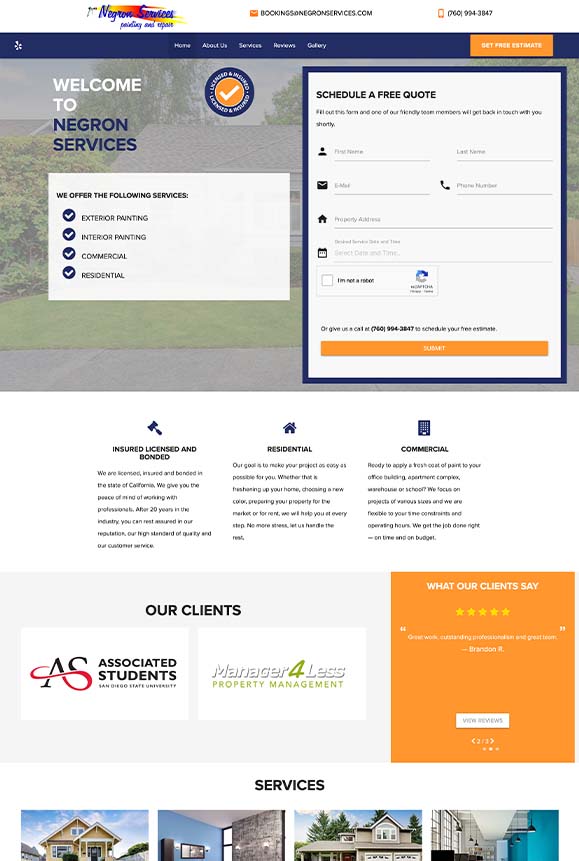 Negron Services
painting and repair
BOOKINGS@NEGRONSERVICES.COM
(760) 994-3847
Home
About Us
Services
Reviews
Gallery
GET FREE ESTIMATE
WELCOME
TO
NEGRON
SERVICES
LICENSED & INSURED
LICENSED & INSURED
WE OFFER THE FOLLOWING SERVICES:
EXTERIOR PAINTING
INTERIOR PAINTING
COMMERCIAL
RESIDENTIAL
SCHEDULE A FREE QUOTE
Fill out this form and one of our friendly team members will get back in touch with you
shortly.
First Name
Last Name
E-Mail
Phone Number
Property Address
Desired Service Date and Time
Select Date and Time...
I'm not a robot
reCAPTCHA
Privacy - Terms
Or give us a call at (760) 994-3847 to schedule your free estimate.
SUBMIT
INSURED LICENSED AND
BONDED
We are licensed, insured and bonded in
the state of California. We give you the
peace of mind of working with
professionals. After 20 years in the
industry, you can rest assured in our
reputation, our high standard of quality and
our customer service.
RESIDENTIAL
Our goal is to make your project as easy as
possible for you. Whether that is
freshening up your home, choosing a new
color, preparing your property for the
market or for rent, we will help you at every
step. No more stress, let us handle the
rest.
COMMERCIAL
Ready to apply a fresh coat of paint to your
office building, apartment complex,
warehouse or school? We focus on
projects of various sizes and we are
flexible to your time constraints and
operating hours. We get the job done right
— on time and on budget.
OUR CLIENTS
AS ASSOCIATED
STUDENTS
SAN DIEGO STATE UNIVERSITY
Manager4Less
PROPERTY MANAGEMENT
WHAT OUR CLIENTS SAY
“ Great work, outstanding professionalism and great team. ”
— Brandon R.
VIEW REVIEWS
2 / 3
SERVICES